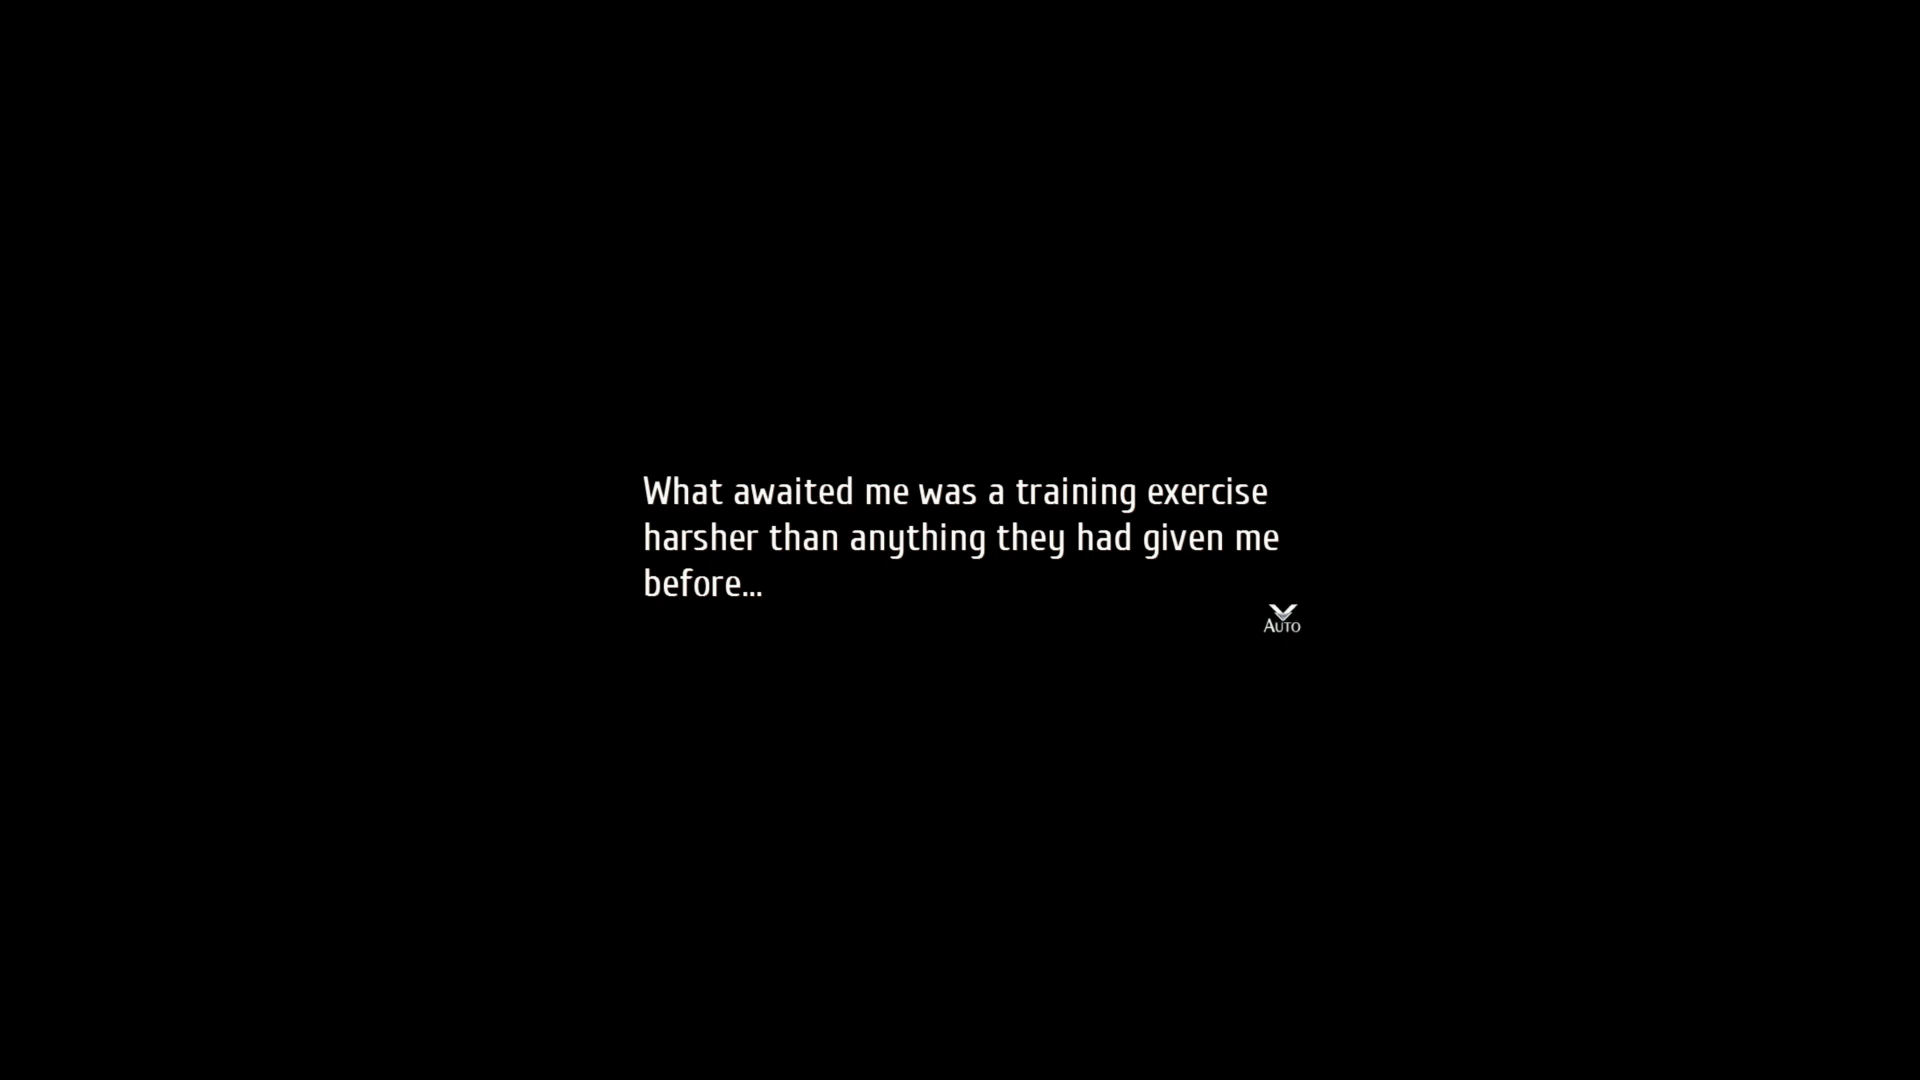 What awaited me was a training exercise
harsher than anything they had given me
before...
AUTO